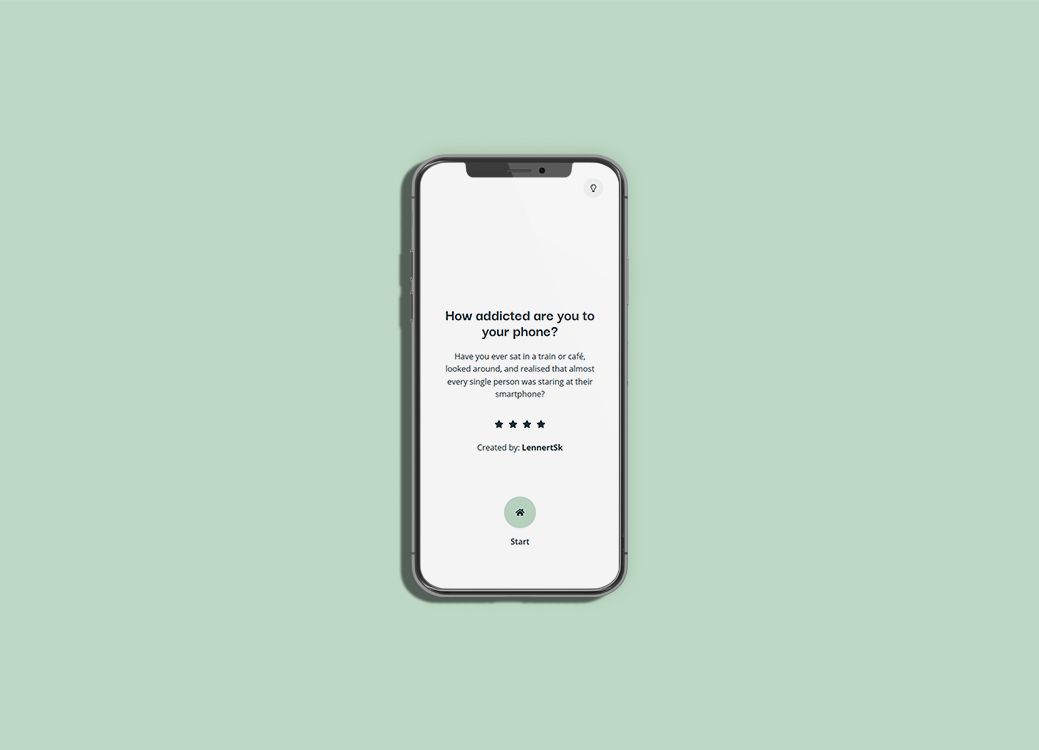 How addicted are you to
your phone?
Have you ever sat in a train or café,
looked around, and realised that almost
every single person was staring at their
smartphone?
Created by: LennertSk
Start